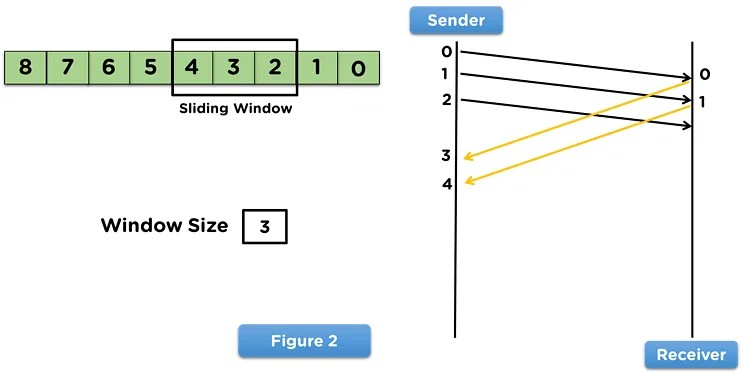 Sender
8 7 6 5 4 3 2 1 0
Sliding Window
Window Size 3
Figure 2
0
1
2
3
4
0
1
Receiver